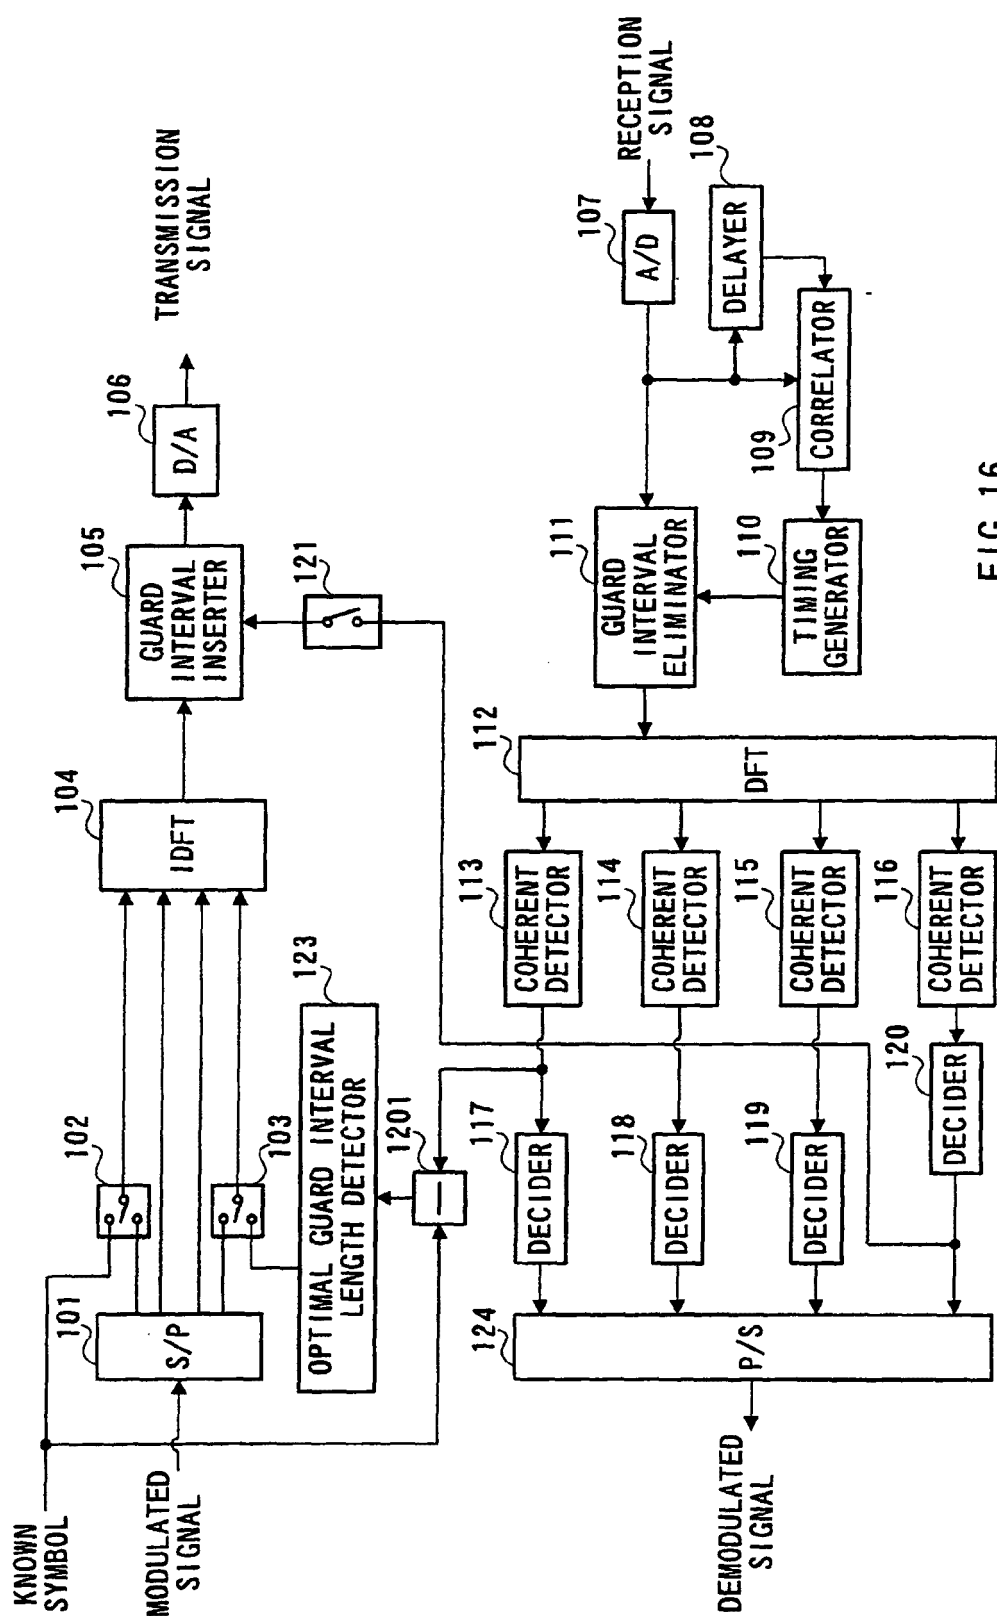 KNOWN
SYMBOL
MODULATED
SIGNAL
101
S/P
102
103
104
IDFT
105
GUARD
INTERVAL
INSERTER
106
D/A
TRANSMISSION
SIGNAL
121
123
OPTIMAL GUARD INTERVAL
LENGTH DETECTOR
1201
RECEPTION
SIGNAL
107
A/D
108
DELAYER
109
CORRELATOR
110
TIMING
GENERATOR
111
GUARD
INTERVAL
ELIMINATOR
112
DFT
113
COHERENT
DETECTOR
114
COHERENT
DETECTOR
115
COHERENT
DETECTOR
116
COHERENT
DETECTOR
117
DECIDER
118
DECIDER
119
DECIDER
120
DECIDER
124
P/S
DEMODULATED
SIGNAL
FIG. 16